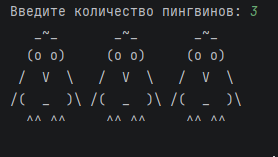 Введите количество пингвинов: 3
   _~_       _~_       _~_
  (o o)     (o o)     (o o)
 /  V  \   /  V  \   /  V  \
/(  _  )\ /(  _  )\ /(  _  )\
  ^^ ^^     ^^ ^^     ^^ ^^